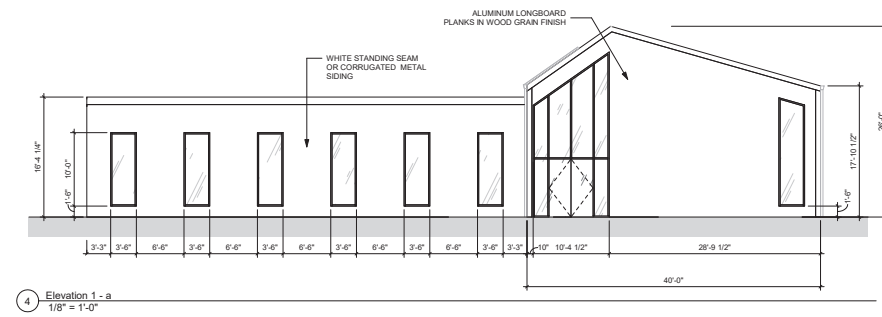 ALUMINUM LONGBOARD
PLANKS IN WOOD GRAIN FINISH
WHITE STANDING SEAM
OR CORRUGATED METAL
SIDING
16'-4 1/4"
10'-0"
1'-6"
17'-10 1/2"
1'-6"
3'-3" 3'-6" 6'-6" 3'-6" 6'-6" 3'-6" 6'-6" 3'-6" 6'-6" 3'-6" 6'-6" 3'-6" 3'-3" 10" 10'-4 1/2" 28'-9 1/2"
40'-0"
4 Elevation 1 - a
1/8" = 1'-0"